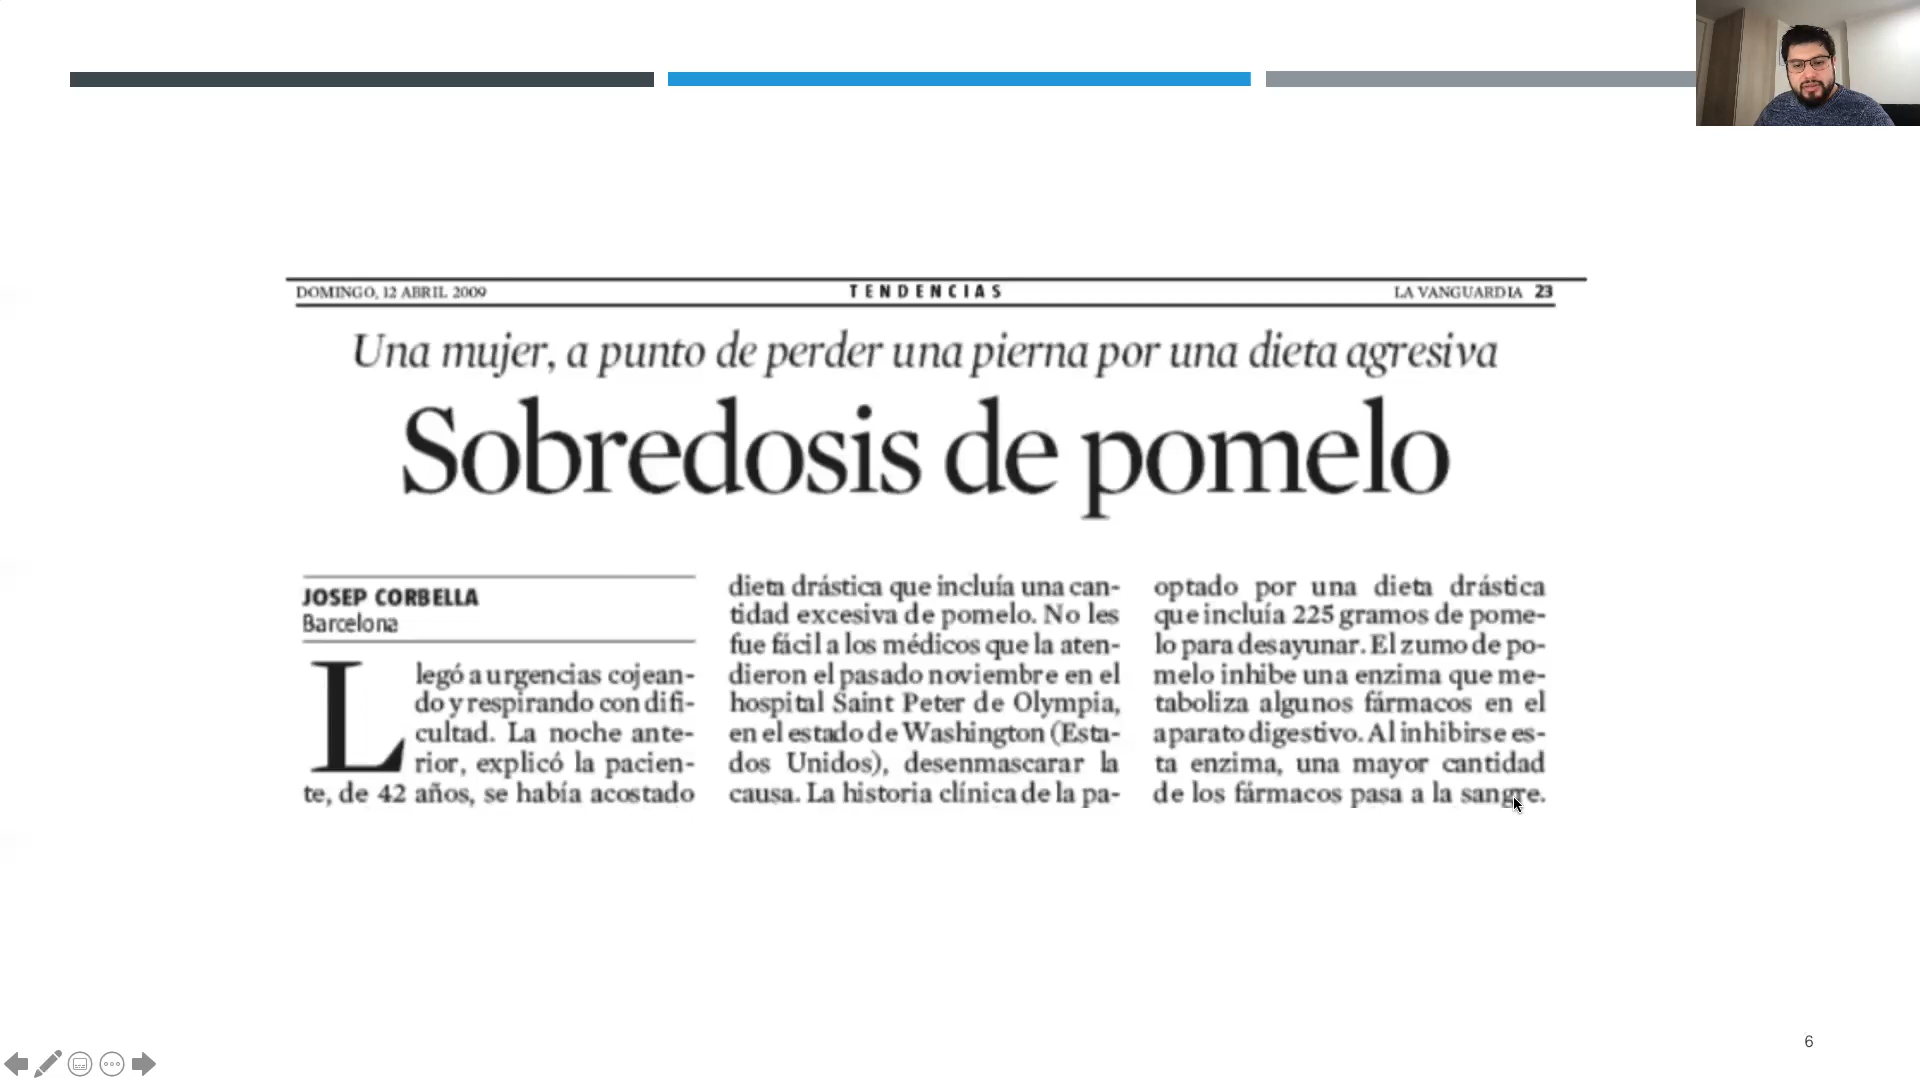 DOMINGO, 12 ABRIL 2009 TENDENCIAS LA VANGUARDIA 23
Una mujer, a punto de perder una pierna por una dieta agresiva
Sobredosis de pomelo
JOSEP CORBELLA
Barcelona
Llegó a urgencias cojean-
do y respirando con difi-
cultad. La noche ante-
rior, explicó la pacien-
te, de 42 años, se había acostado
dieta drástica que incluía una can-
tidad excesiva de pomelo. No les
fue fácil a los médicos que la aten-
dieron el pasado noviembre en el
hospital Saint Peter de Olympia,
en el estado de Washington (Esta-
dos Unidos), desenmascarar la
causa. La historia clínica de la pa-
optado por una dieta drástica
que incluía 225 gramos de pome-
lo para desayunar. El zumo de po-
melo inhibe una enzima que me-
taboliza algunos fármacos en el
aparato digestivo. Al inhibirse es-
ta enzima, una mayor cantidad
de los fármacos pasa a la sangre.
6